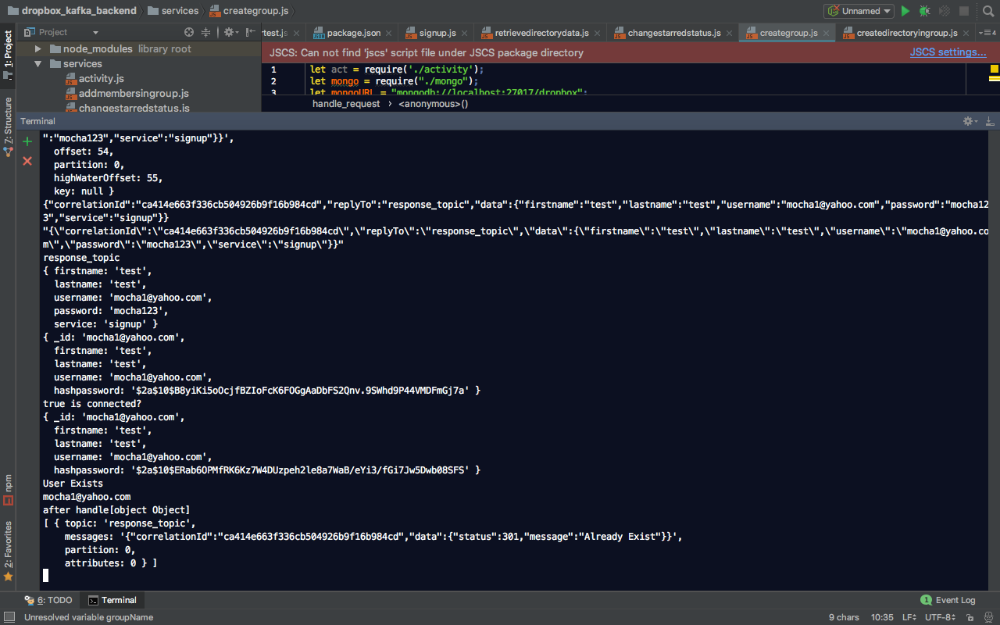 dropbox_kafka_backend services creategroup.js Unnamed
1: Project
Project
rtest.js package.json signup.js retrievedirectorydata.js changestarredstatus.js creategroup.js createdirectoryingroup.js 4
node_modules library root
services
activity.js
addmembersingroup.js
changestarredstatus.js
JSCS: Can not find 'jscs' script file under JSCS package directory JSCS settings...
1 let act = require('./activity');
2 let mongo = require("./mongo");
3 let mongoURL = "mongodb://localhost:27017/dropbox";
handle_request <anonymous>()
Z: Structure
Terminal
":"mocha123","service":"signup"}}',
offset: 54,
partition: 0,
highWaterOffset: 55,
key: null }
{"correlationId":"ca414e663f336cb504926b9f16b984cd","replyTo":"response_topic","data":{"firstname":"test","lastname":"test","username":"mocha1@yahoo.com","password":"mocha12
3","service":"signup"}}
"{\"correlationId\":\"ca414e663f336cb504926b9f16b984cd\",\"replyTo\":\"response_topic\",\"data\":{\"firstname\":\"test\",\"lastname\":\"test\",\"username\":\"mocha1@yahoo.co
m\",\"password\":\"mocha123\",\"service\":\"signup\"}}"
response_topic
{ firstname: 'test',
lastname: 'test',
username: 'mocha1@yahoo.com',
password: 'mocha123',
service: 'signup' }
{ _id: 'mocha1@yahoo.com',
firstname: 'test',
lastname: 'test',
username: 'mocha1@yahoo.com',
hashpassword: '$2a$10$B8yiKi5oOcjfBZIoFcK6FOGgAaDbFS2Qnv.9SWhd9P44VMDFmGj7a' }
true is connected?
{ _id: 'mocha1@yahoo.com',
firstname: 'test',
lastname: 'test',
username: 'mocha1@yahoo.com',
hashpassword: '$2a$10$ERab6OPMfRK6Kz7W4DUzpeh2le8a7WaB/eYi3/fGi7Jw5Dwb08SFS' }
User Exists
mocha1@yahoo.com
after handle[object Object]
[ { topic: 'response_topic',
messages: '{"correlationId":"ca414e663f336cb504926b9f16b984cd","data":{"status":301,"message":"Already Exist"}}',
partition: 0,
attributes: 0 } ]
npm
2: Favorites
6: TODO Terminal 1 Event Log
Unresolved variable groupName 9 chars 10:35 LF UTF-8